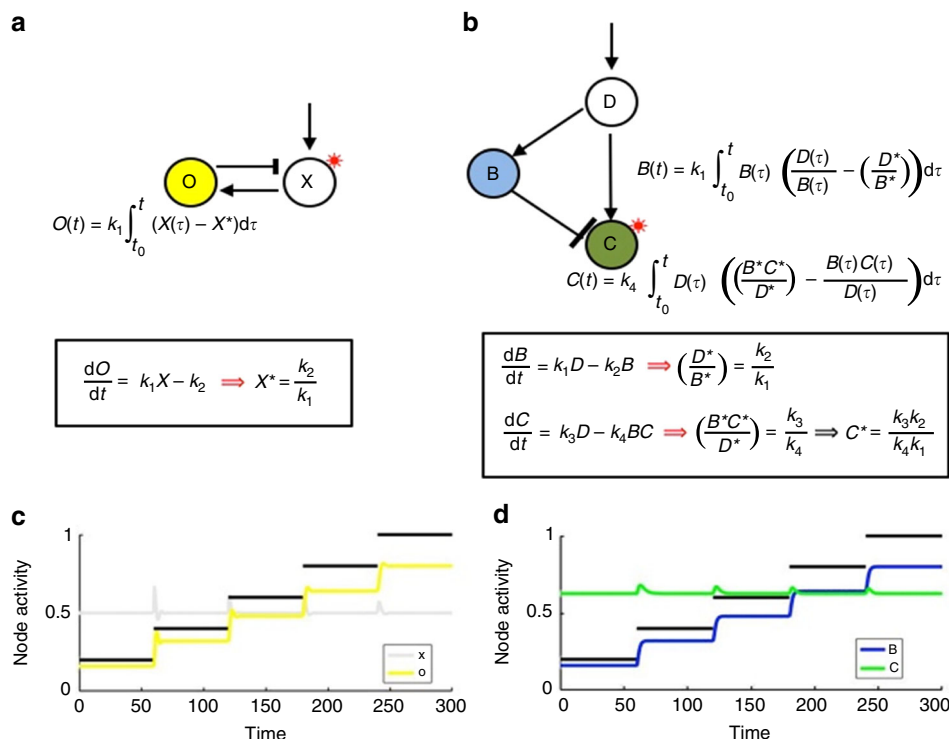 a
O
X
O(t) = k₁ ∫ₜ₀ᵗ (X(τ) − X*)dτ
dO/dt = k₁X − k₂ ⇒ X* = k₂/k₁
b
D
B
C
B(t) = k₁ ∫ₜ₀ᵗ B(τ) (D(τ)/B(τ) − (D*/B*))dτ
C(t) = k₄ ∫ₜ₀ᵗ D(τ) ((B*C*/D*) − B(τ)C(τ)/D(τ))dτ
dB/dt = k₁D − k₂B ⇒ (D*/B*) = k₂/k₁
dC/dt = k₃D − k₄BC ⇒ (B*C*/D*) = k₃/k₄ ⇒ C* = k₃k₂/k₄k₁
c
Node activity
1
0.5
0
x
o
0 50 100 150 200 250 300
Time
d
Node activity
1
0.5
0
B
C
0 50 100 150 200 250 300
Time